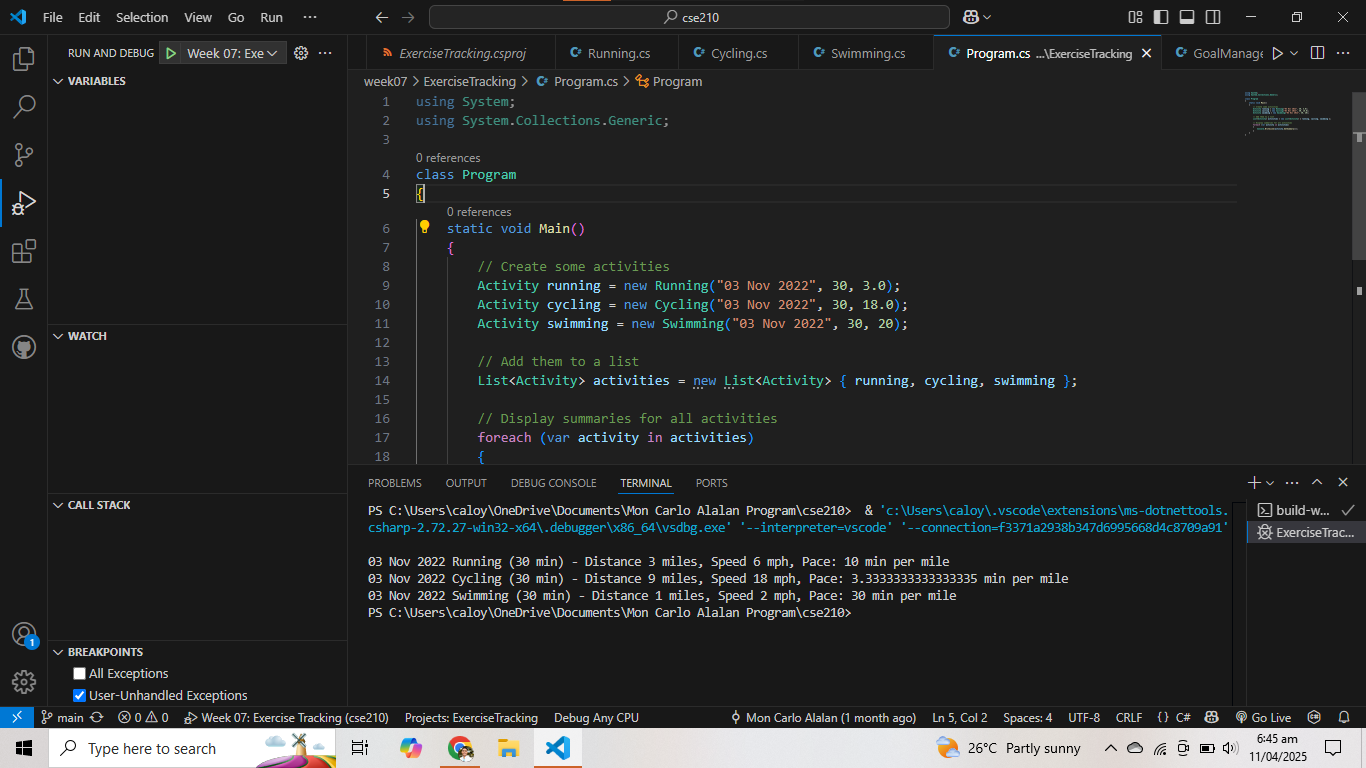 File Edit Selection View Go Run ··· cse210
RUN AND DEBUG Week 07: Exe ···
VARIABLES
WATCH
CALL STACK
BREAKPOINTS
All Exceptions
User-Unhandled Exceptions
ExerciseTracking.csproj Running.cs Cycling.cs Swimming.cs Program.cs ...\ExerciseTracking GoalManage
week07 > ExerciseTracking > Program.cs > Program
1 using System;
2 using System.Collections.Generic;
3
0 references
4 class Program
5 {
0 references
6 static void Main()
7 {
8 // Create some activities
9 Activity running = new Running("03 Nov 2022", 30, 3.0);
10 Activity cycling = new Cycling("03 Nov 2022", 30, 18.0);
11 Activity swimming = new Swimming("03 Nov 2022", 30, 20);
12
13 // Add them to a list
14 List<Activity> activities = new List<Activity> { running, cycling, swimming };
15
16 // Display summaries for all activities
17 foreach (var activity in activities)
18 {
PROBLEMS OUTPUT DEBUG CONSOLE TERMINAL PORTS
PS C:\Users\caloy\OneDrive\Documents\Mon Carlo Alalan Program\cse210> & 'c:\Users\caloy\.vscode\extensions\ms-dotnettools.
csharp-2.72.27-win32-x64\.debugger\x86_64\vsdbg.exe' '--interpreter=vscode' '--connection=f3371a2938b347d6995668d4c8709a91'
03 Nov 2022 Running (30 min) - Distance 3 miles, Speed 6 mph, Pace: 10 min per mile
03 Nov 2022 Cycling (30 min) - Distance 9 miles, Speed 18 mph, Pace: 3.3333333333333335 min per mile
03 Nov 2022 Swimming (30 min) - Distance 1 miles, Speed 2 mph, Pace: 30 min per mile
PS C:\Users\caloy\OneDrive\Documents\Mon Carlo Alalan Program\cse210>
build-w...
ExerciseTrac...
1
main 0 0 Week 07: Exercise Tracking (cse210) Projects: ExerciseTracking Debug Any CPU Mon Carlo Alalan (1 month ago) Ln 5, Col 2 Spaces: 4 UTF-8 CRLF {} C# Go Live
Type here to search 26°C Partly sunny 6:45 am
11/04/2025